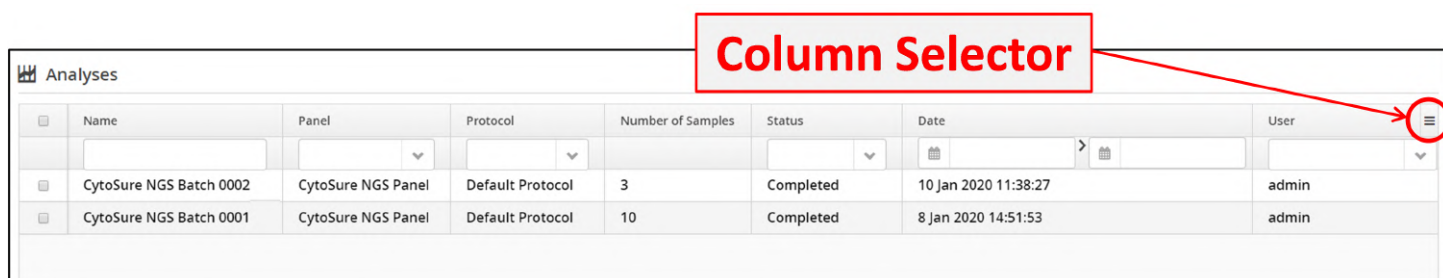 Column Selector
Analyses
Name Panel Protocol Number of Samples Status Date User
>
CytoSure NGS Batch 0002 CytoSure NGS Panel Default Protocol 3 Completed 10 Jan 2020 11:38:27 admin
CytoSure NGS Batch 0001 CytoSure NGS Panel Default Protocol 10 Completed 8 Jan 2020 14:51:53 admin